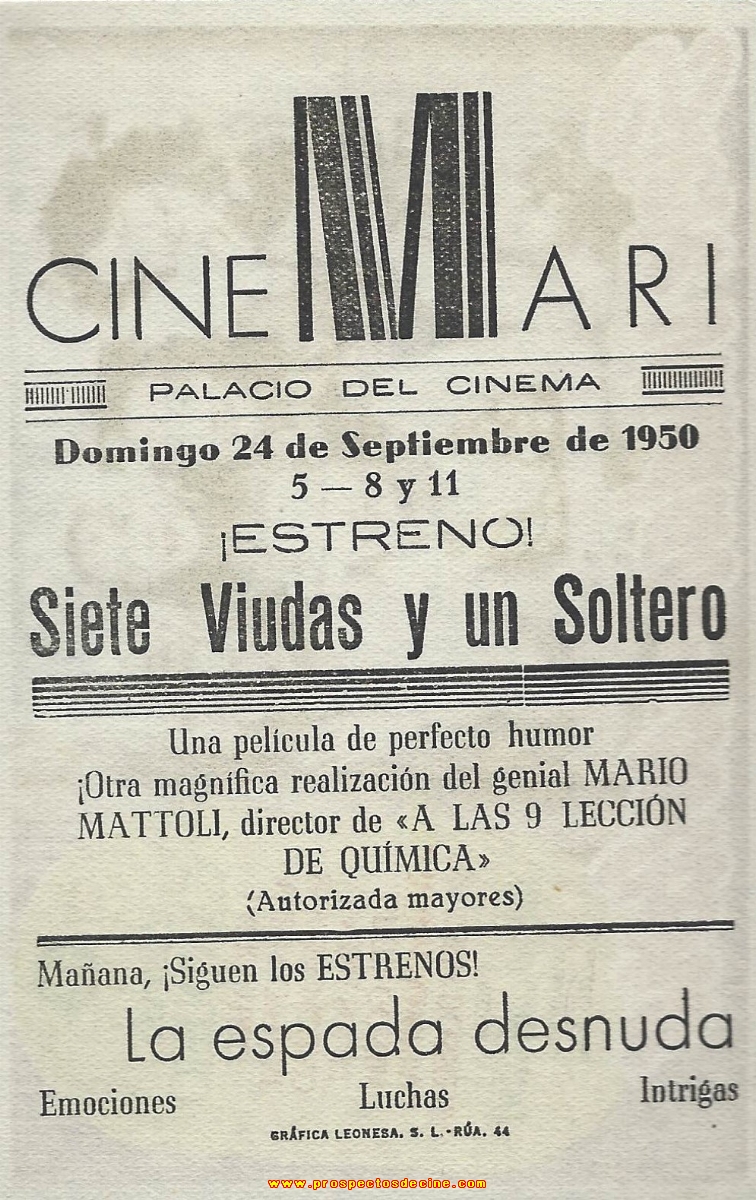 CINE MARI
PALACIO DEL CINEMA
Domingo 24 de Septiembre de 1950
5 — 8 y 11
¡ESTRENO!
Siete Viudas y un Soltero
Una película de perfecto humor
¡Otra magnífica realización del genial MARIO
MATTOLI, director de «A LAS 9 LECCIÓN
DE QUÍMICA»
(Autorizada mayores)
Mañana, ¡Siguen los ESTRENOS!
La espada desnuda
Emociones Luchas Intrigas
GRÁFICA LEONESA. S. L.-RÚA. 44
www.prospectosdecine.com